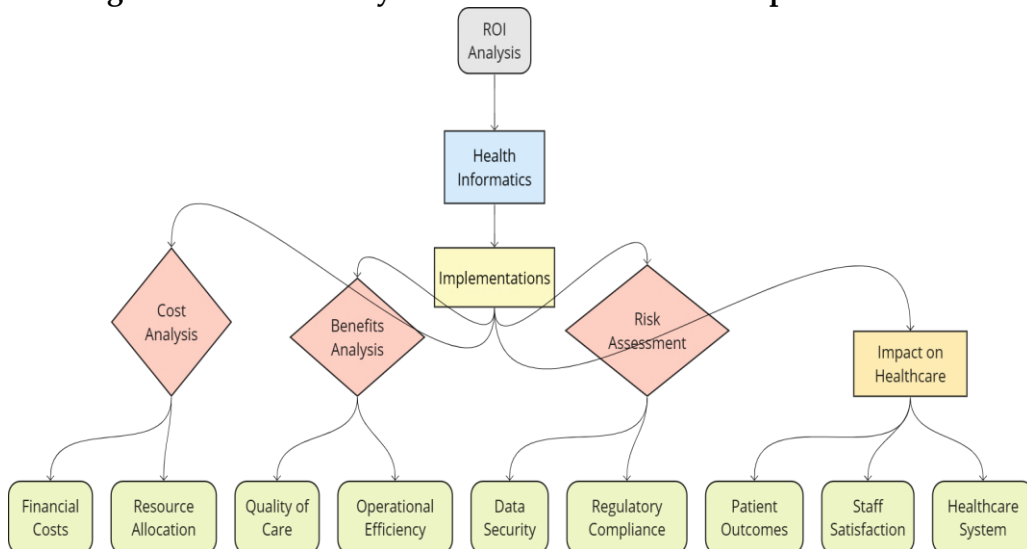 ROI
Analysis
Health
Informatics
Implementations
Cost
Analysis
Benefits
Analysis
Risk
Assessment
Impact on
Healthcare
Financial
Costs
Resource
Allocation
Quality of
Care
Operational
Efficiency
Data
Security
Regulatory
Compliance
Patient
Outcomes
Staff
Satisfaction
Healthcare
System